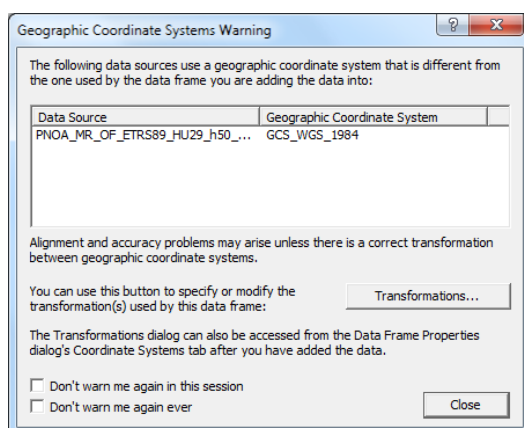 Geographic Coordinate Systems Warning
The following data sources use a geographic coordinate system that is different from
the one used by the data frame you are adding the data into:
Data Source Geographic Coordinate System
PNOA_MR_OF_ETRS89_HU29_h50_... GCS_WGS_1984
Alignment and accuracy problems may arise unless there is a correct transformation
between geographic coordinate systems.
You can use this button to specify or modify the
transformation(s) used by this data frame:
Transformations...
The Transformations dialog can also be accessed from the Data Frame Properties
dialog's Coordinate Systems tab after you have added the data.
Don't warn me again in this session
Don't warn me again ever
Close